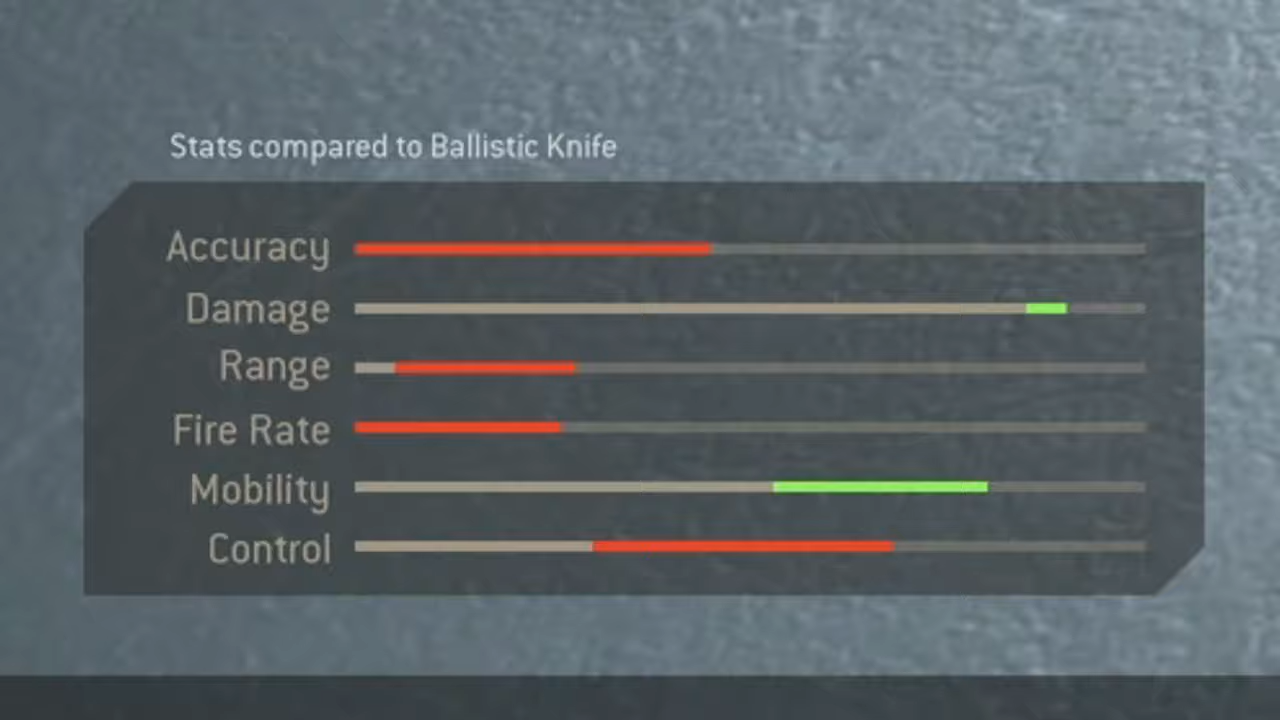 Stats compared to Ballistic Knife
Accuracy
Damage
Range
Fire Rate
Mobility
Control